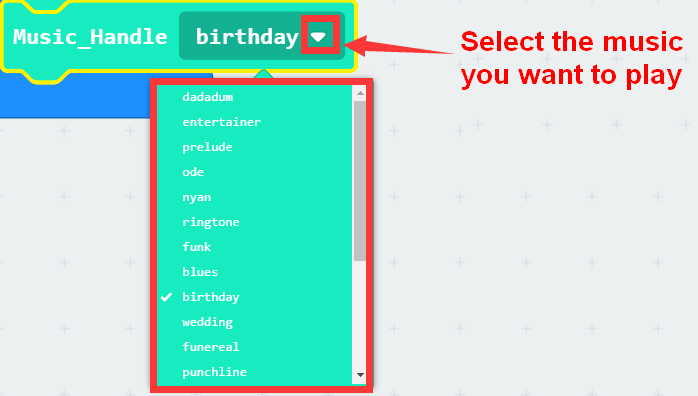 Music_Handle birthday
Select the music
you want to play
dadadum
entertainer
prelude
ode
nyan
ringtone
funk
blues
birthday
wedding
funereal
punchline